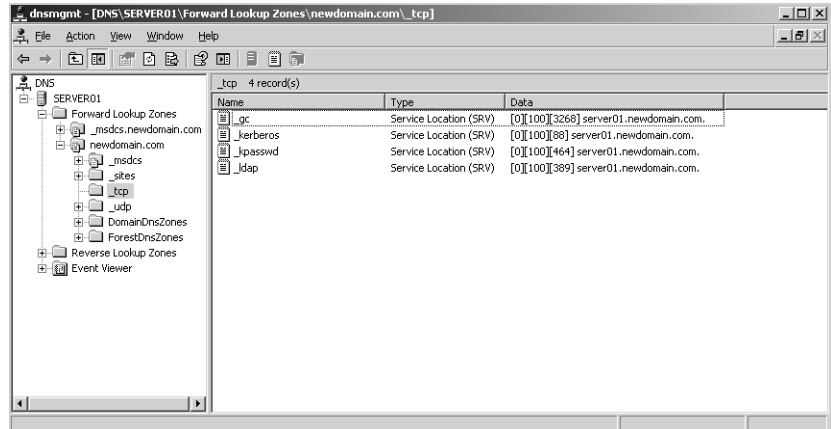 dnsmgmt - [DNS\SERVER01\Forward Lookup Zones\newdomain.com\_tcp]
File Action View Window Help
DNS
SERVER01
Forward Lookup Zones
_msdcs.newdomain.com
newdomain.com
_msdcs
_sites
_tcp
_udp
DomainDnsZones
ForestDnsZones
Reverse Lookup Zones
Event Viewer
_tcp 4 record(s)
Name Type Data
_gc Service Location (SRV) [0][100][3268] server01.newdomain.com.
_kerberos Service Location (SRV) [0][100][88] server01.newdomain.com.
_kpasswd Service Location (SRV) [0][100][464] server01.newdomain.com.
_ldap Service Location (SRV) [0][100][389] server01.newdomain.com.